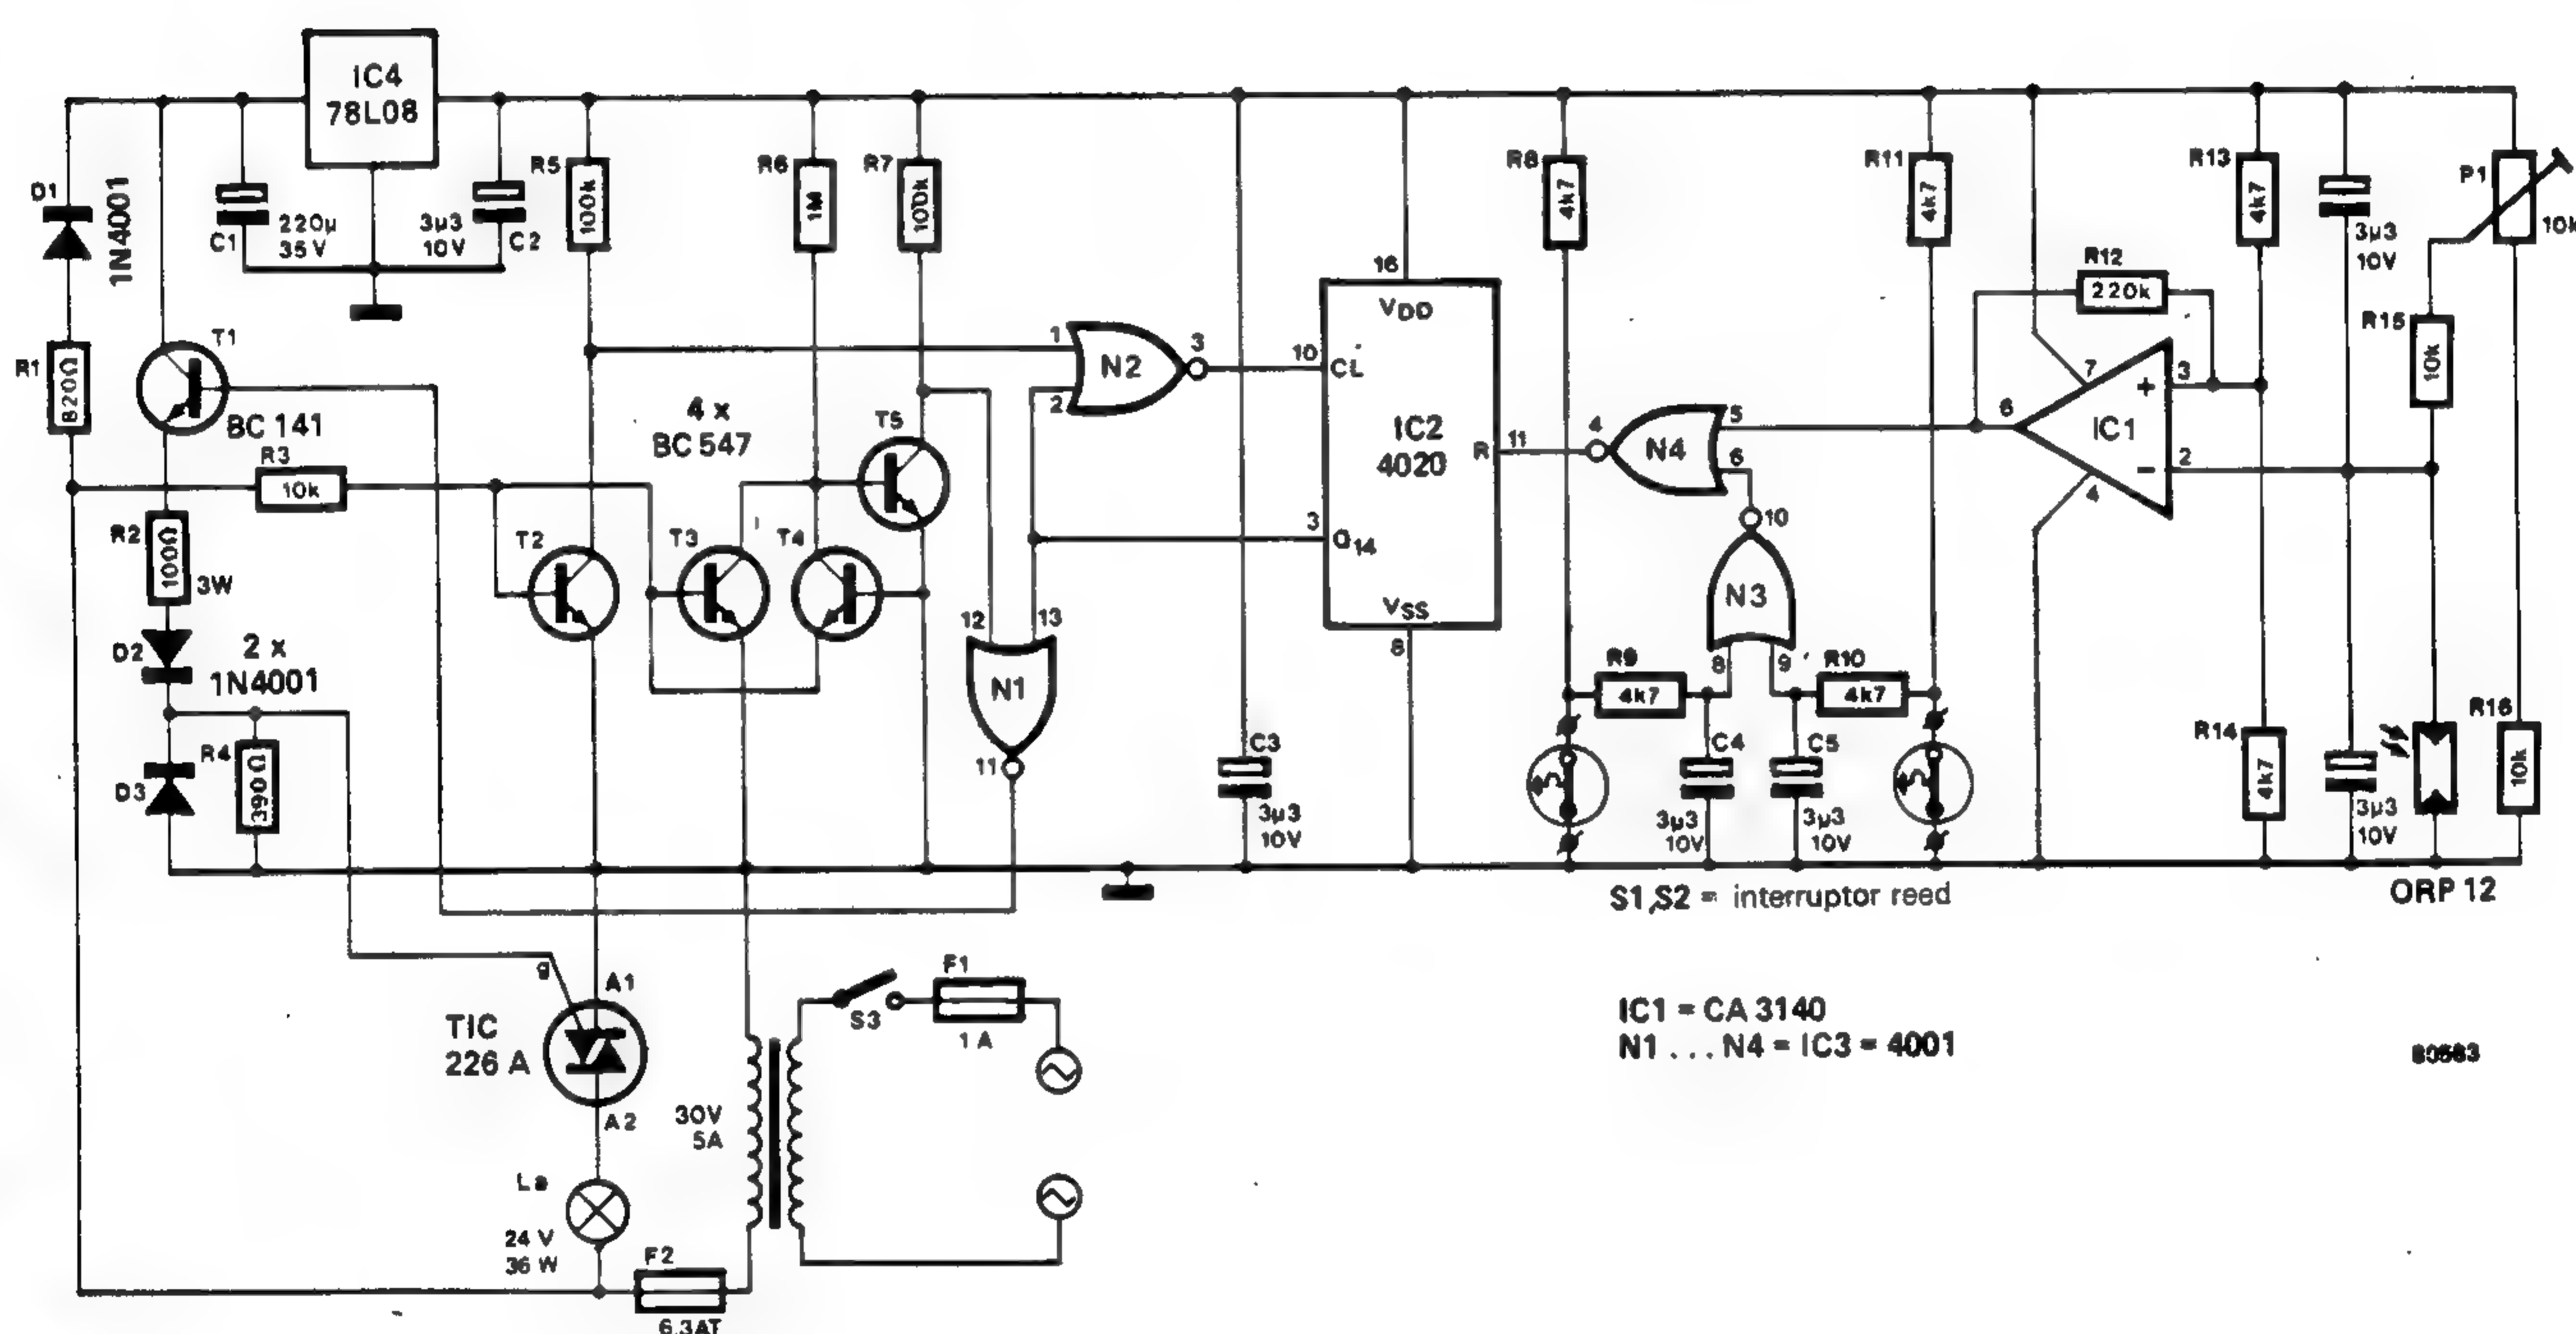 IC4
78L08
D1
1N4001
C1
220µ
35V
3µ3
10V
C2
R5
100k
R6
1M
R7
100k
R8
4k7
R11
4k7
R13
4k7
3µ3
10V
P1
10k
R1
820Ω
T1
BC 141
R3
10k
4 x
BC 547
T5
1
2
N2
3
10
CL
16
VDD
IC2
4020
R
11
3
Q14
VSS
8
4
N4
5
6
R12
220k
7
6
+
3
IC1
−
2
4
R15
10k
R2
100Ω
3W
T2
T3
T4
12
13
N1
11
10
N3
8
9
R9
4k7
R10
4k7
D2
2 x
1N4001
D3
R4
390Ω
C3
3µ3
10V
C4
3µ3
10V
C5
3µ3
10V
S
S
R14
4k7
3µ3
10V
R16
10k
S1,S2 = interruptor reed
ORP 12
g
A1
TIC
226 A
A2
La
24 V
36 W
F2
6,3AT
30V
5A
S3
F1
1 A
IC1 = CA 3140
N1 ... N4 = IC3 = 4001
80563